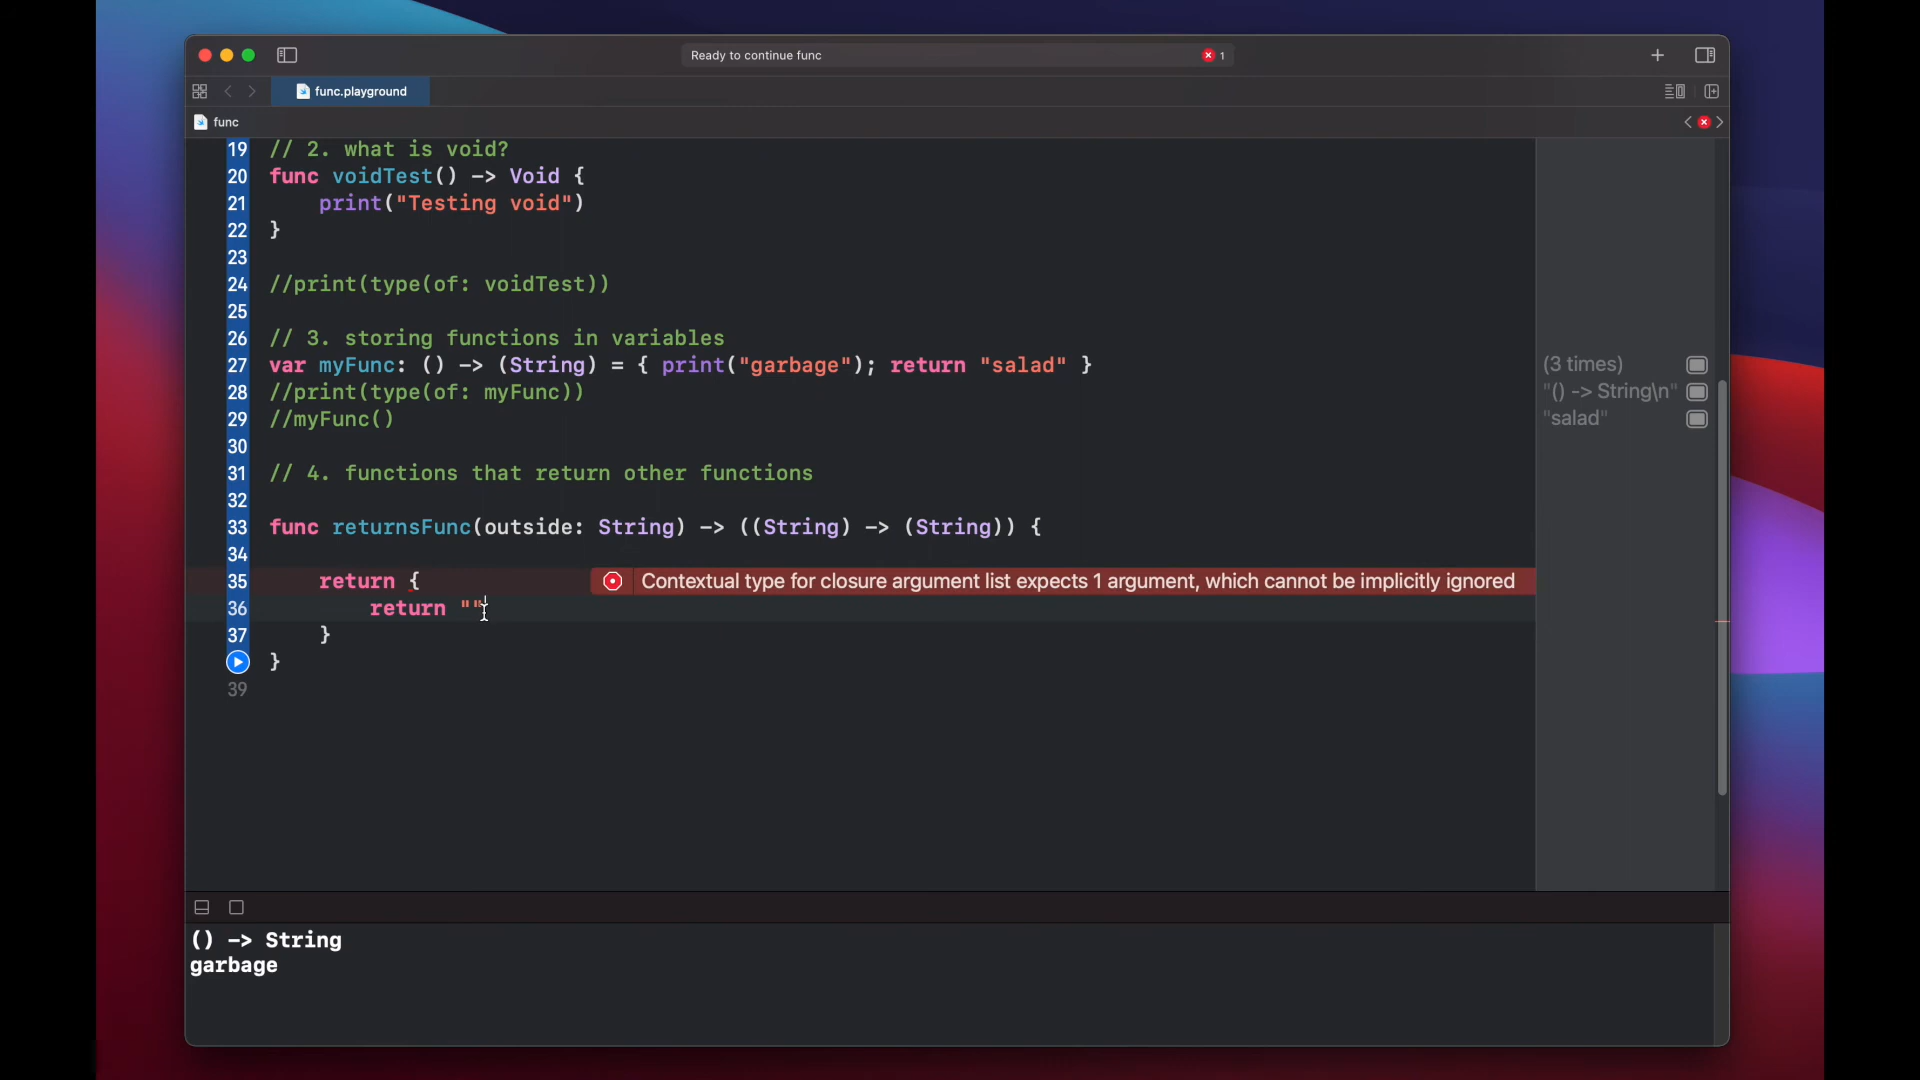 Ready to continue func
1
func.playground
func
19 // 2. what is void?
20 func voidTest() -> Void {
21 print("Testing void")
22 }
23
24 //print(type(of: voidTest))
25
26 // 3. storing functions in variables
27 var myFunc: () -> (String) = { print("garbage"); return "salad" }
(3 times)
28 //print(type(of: myFunc))
"() -> String\n"
29 //myFunc()
"salad"
30
31 // 4. functions that return other functions
32
33 func returnsFunc(outside: String) -> ((String) -> (String)) {
34
35 return {
Contextual type for closure argument list expects 1 argument, which cannot be implicitly ignored
36 return ""
37 }
}
39
() -> String
garbage